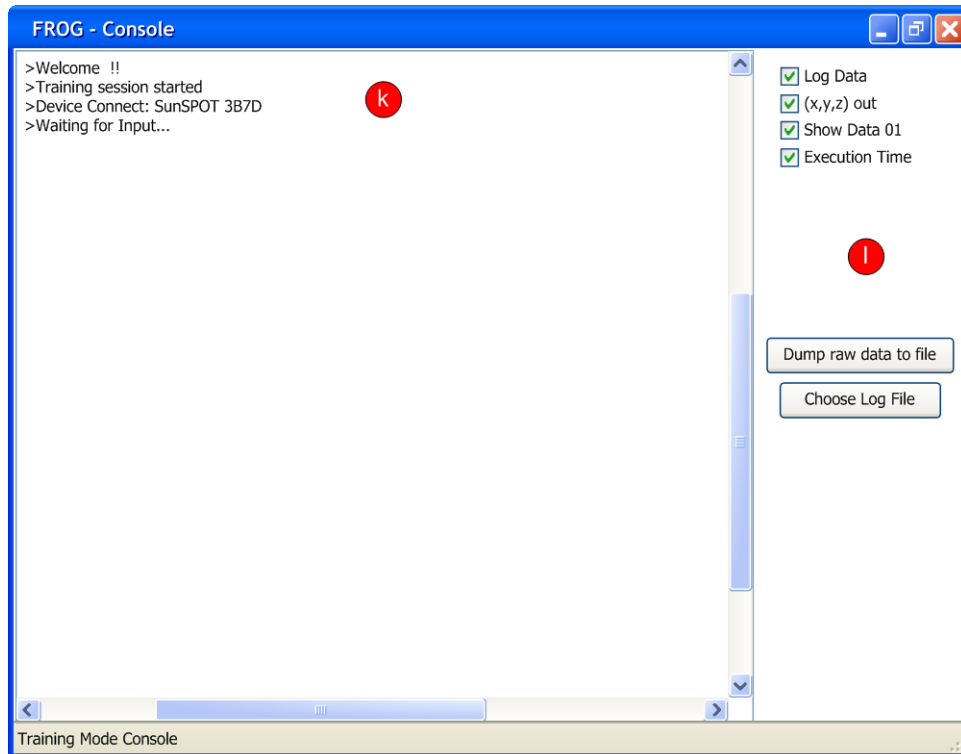 FROG - Console
>Welcome  !!
>Training session started
>Device Connect: SunSPOT 3B7D
>Waiting for Input...
k
Log Data
(x,y,z) out
Show Data 01
Execution Time
l
Dump raw data to file
Choose Log File
Training Mode Console